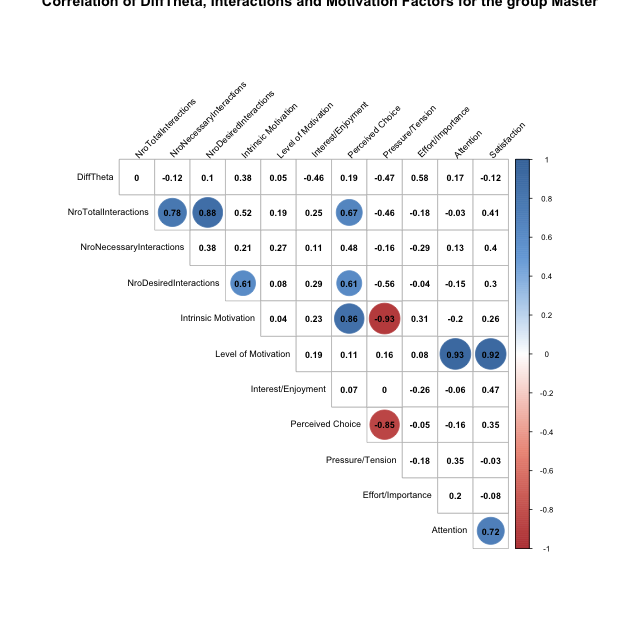 Correlation of DiffTheta, Interactions and Motivation Factors for the group Master
NroTotalInteractions
NroNecessaryInteractions
NroDesiredInteractions
Intrinsic Motivation
Level of Motivation
Interest/Enjoyment
Perceived Choice
Pressure/Tension
Effort/Importance
Attention
Satisfaction
DiffTheta 0 -0.12 0.1 0.38 0.05 -0.46 0.19 -0.47 0.58 0.17 -0.12
NroTotalInteractions 0.78 0.88 0.52 0.19 0.25 0.67 -0.46 -0.18 -0.03 0.41
NroNecessaryInteractions 0.38 0.21 0.27 0.11 0.48 -0.16 -0.29 0.13 0.4
NroDesiredInteractions 0.61 0.08 0.29 0.61 -0.56 -0.04 -0.15 0.3
Intrinsic Motivation 0.04 0.23 0.86 -0.93 0.31 -0.2 0.26
Level of Motivation 0.19 0.11 0.16 0.08 0.93 0.92
Interest/Enjoyment 0.07 0 -0.26 -0.06 0.47
Perceived Choice -0.85 -0.05 -0.16 0.35
Pressure/Tension -0.18 0.35 -0.03
Effort/Importance 0.2 -0.08
Attention 0.72
1
0.8
0.6
0.4
0.2
0
-0.2
-0.4
-0.6
-0.8
-1